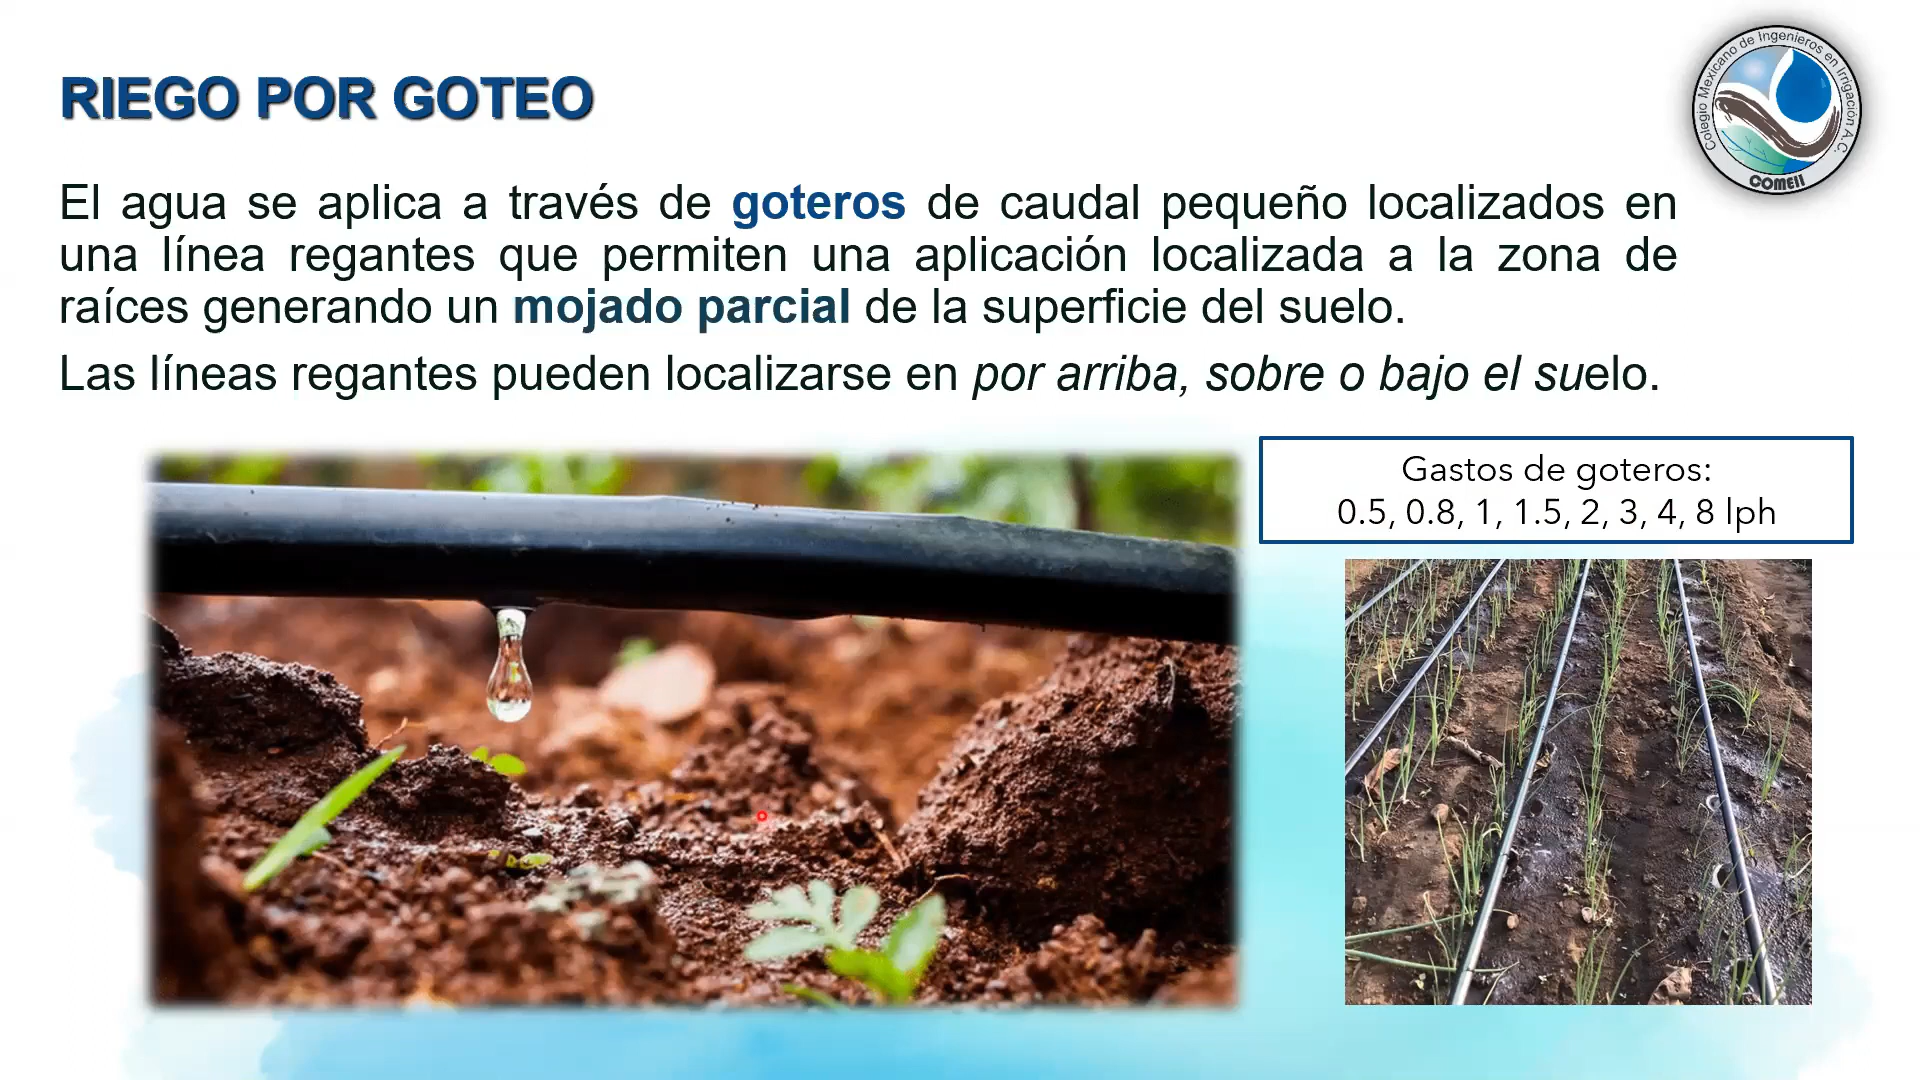 RIEGO POR GOTEO
Colegio Mexicano de Ingenieros en Irrigación A.C.
COMEII
El agua se aplica a través de goteros de caudal pequeño localizados en
una línea regantes que permiten una aplicación localizada a la zona de
raíces generando un mojado parcial de la superficie del suelo.
Las líneas regantes pueden localizarse en por arriba, sobre o bajo el suelo.
Gastos de goteros:
0.5, 0.8, 1, 1.5, 2, 3, 4, 8 lph